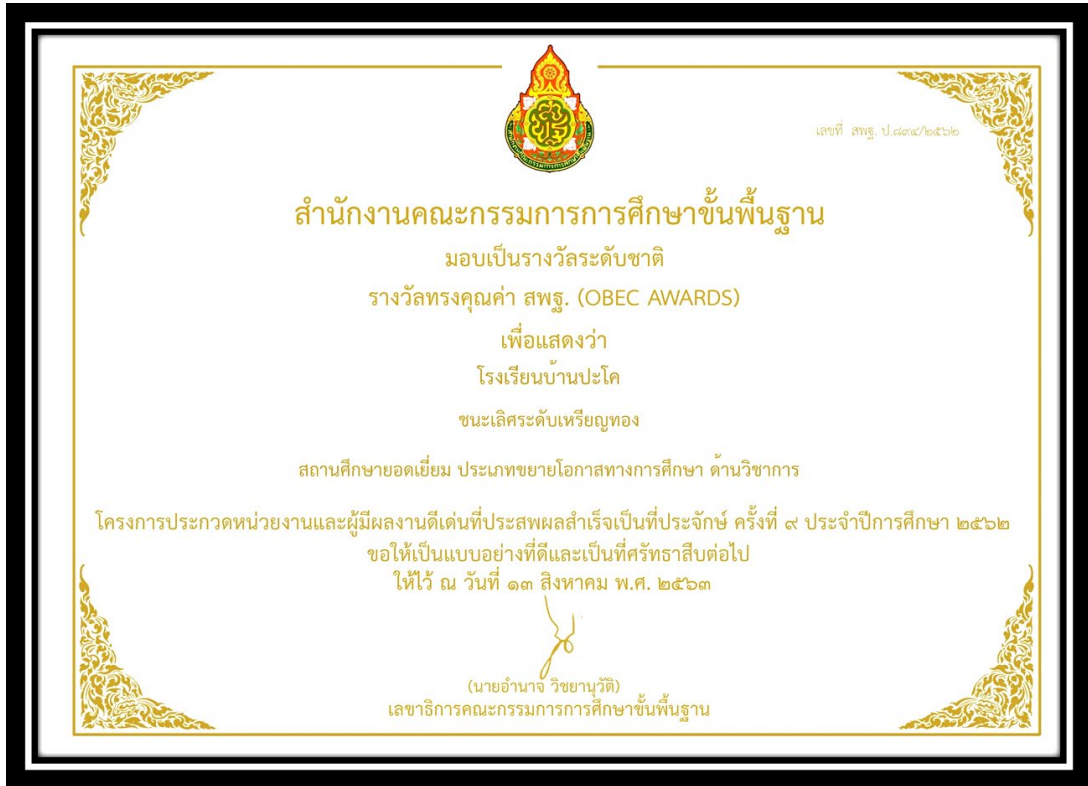 เลขที่ สพฐ. ป.๘๙๔/๒๕๖๒
สำนักงานคณะกรรมการการศึกษาขั้นพื้นฐาน
มอบเป็นรางวัลระดับชาติ
รางวัลทรงคุณค่า สพฐ. (OBEC AWARDS)
เพื่อแสดงว่า
โรงเรียนบ้านปะโค
ชนะเลิศระดับเหรียญทอง
สถานศึกษายอดเยี่ยม ประเภทขยายโอกาสทางการศึกษา ด้านวิชาการ
โครงการประกวดหน่วยงานและผู้มีผลงานดีเด่นที่ประสพผลสำเร็จเป็นที่ประจักษ์ ครั้งที่ ๙ ประจำปีการศึกษา ๒๕๖๒
ขอให้เป็นแบบอย่างที่ดีและเป็นที่ศรัทธาสืบต่อไป
ให้ไว้ ณ วันที่ ๑๓ สิงหาคม พ.ศ. ๒๕๖๓
(นายอำนาจ วิชยานุวัติ)
เลขาธิการคณะกรรมการการศึกษาขั้นพื้นฐาน